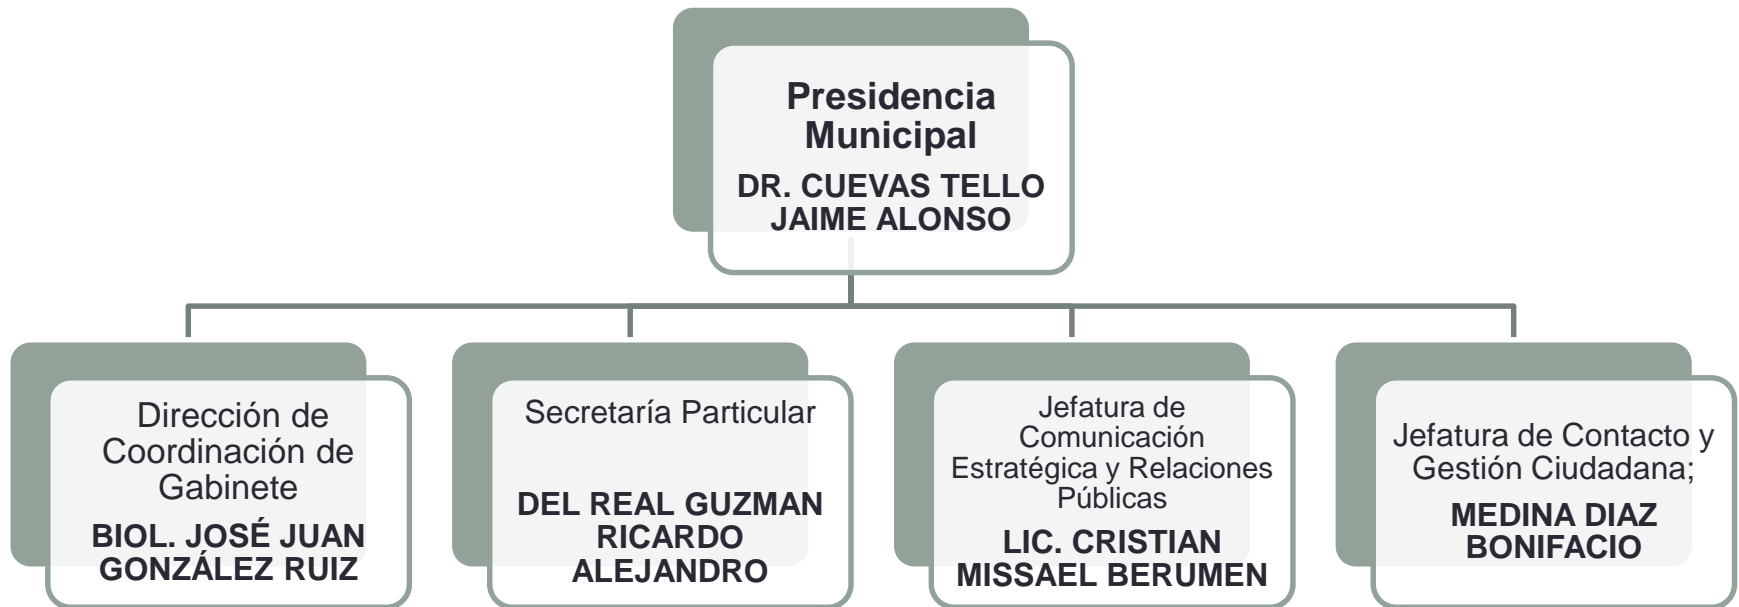 Presidencia
Municipal
DR. CUEVAS TELLO
JAIME ALONSO
Dirección de
Coordinación de
Gabinete
BIOL. JOSÉ JUAN
GONZÁLEZ RUIZ
Secretaría Particular
DEL REAL GUZMAN
RICARDO
ALEJANDRO
Jefatura de
Comunicación
Estratégica y Relaciones
Públicas
LIC. CRISTIAN
MISSAEL BERUMEN
Jefatura de Contacto y
Gestión Ciudadana;
MEDINA DIAZ
BONIFACIO